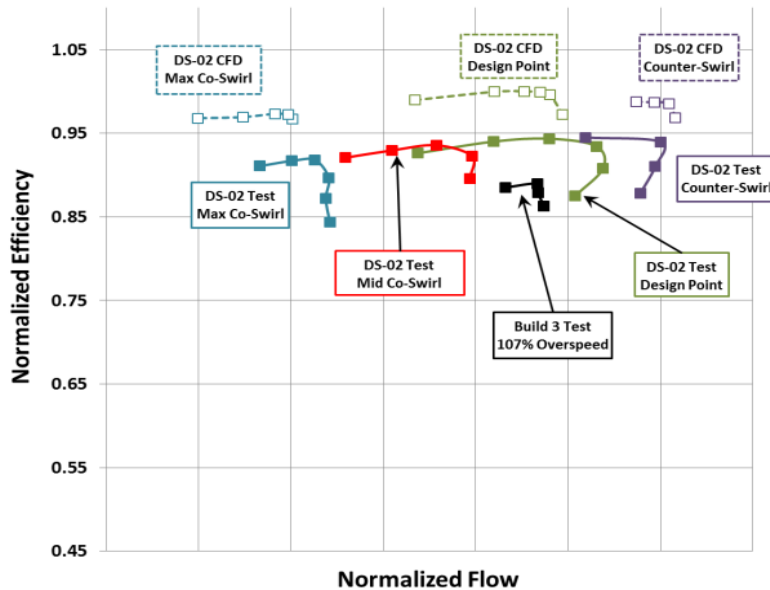 1.05
0.95
0.85
0.75
0.65
0.55
0.45
Normalized Efficiency
Normalized Flow
DS-02 CFD
Max Co-Swirl
DS-02 CFD
Design Point
DS-02 CFD
Counter-Swirl
DS-02 Test
Max Co-Swirl
DS-02 Test
Mid Co-Swirl
Build 3 Test
107% Overspeed
DS-02 Test
Design Point
DS-02 Test
Counter-Swirl